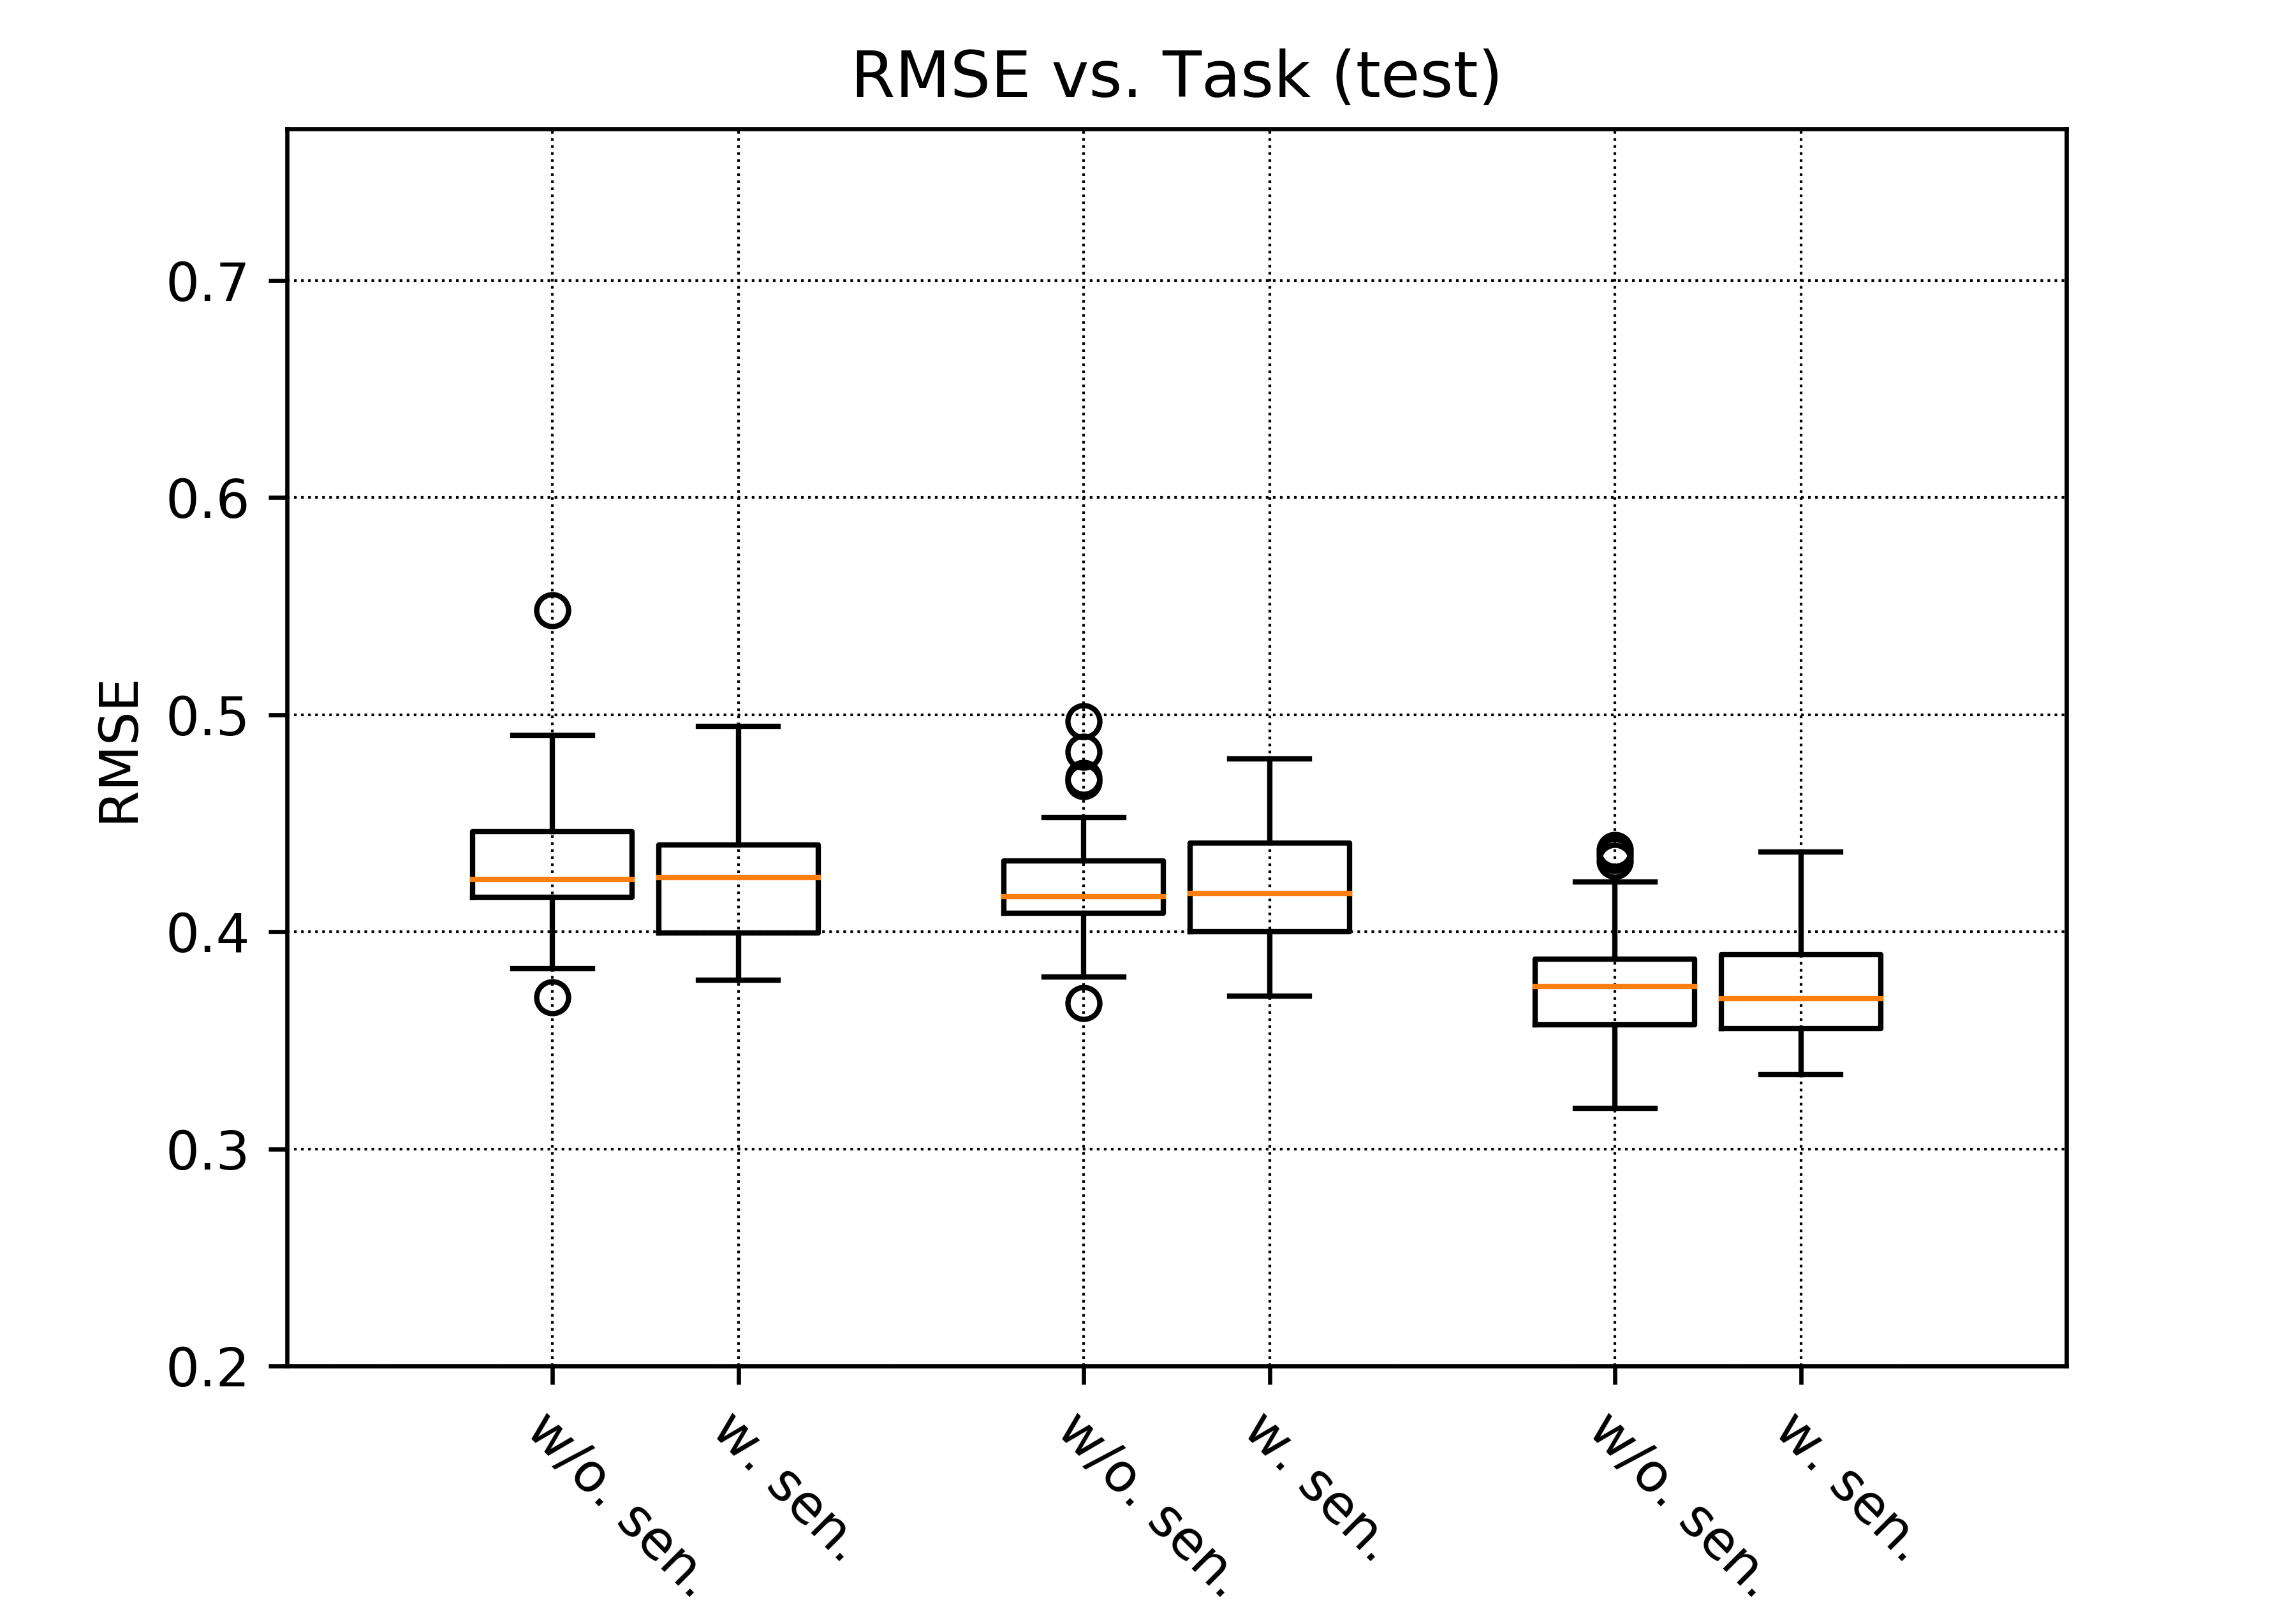 RMSE vs. Task (test)
RMSE
0.7
0.6
0.5
0.4
0.3
0.2
w/o. sen.
w. sen.
w/o. sen.
w. sen.
w/o. sen.
w. sen.